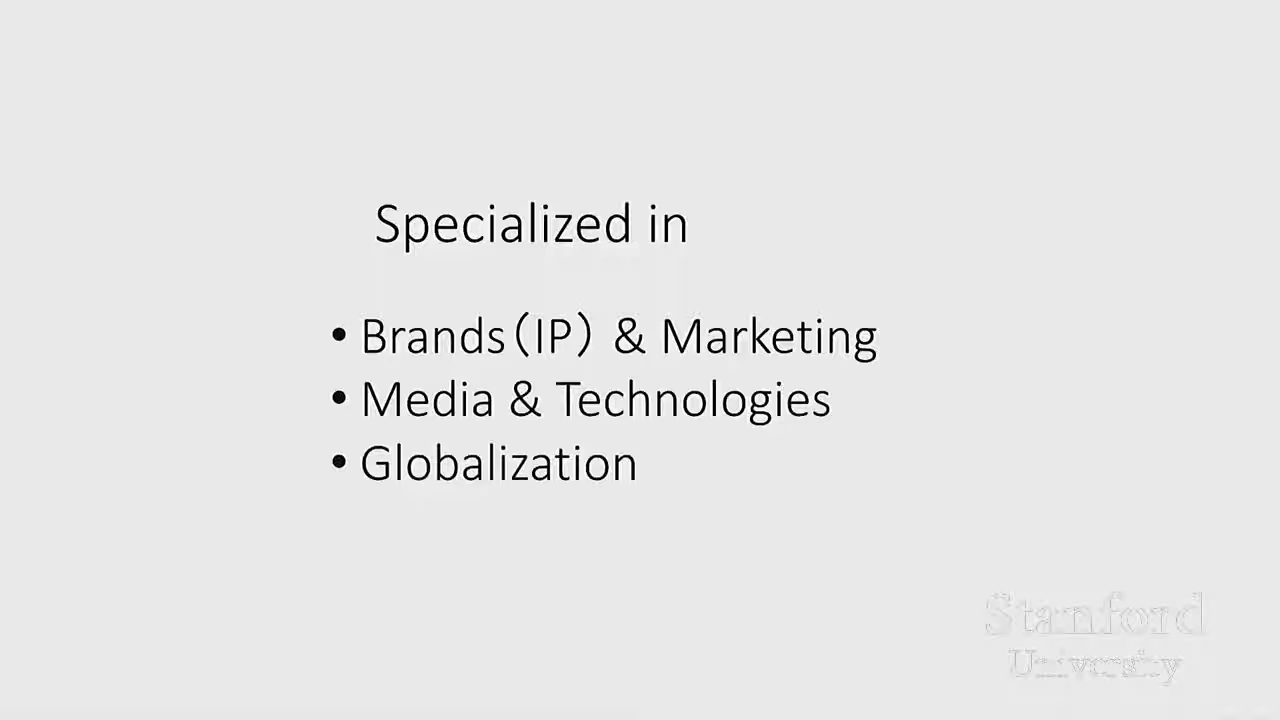 Specialized in
• Brands（IP） & Marketing
• Media & Technologies
• Globalization
Stanford
University